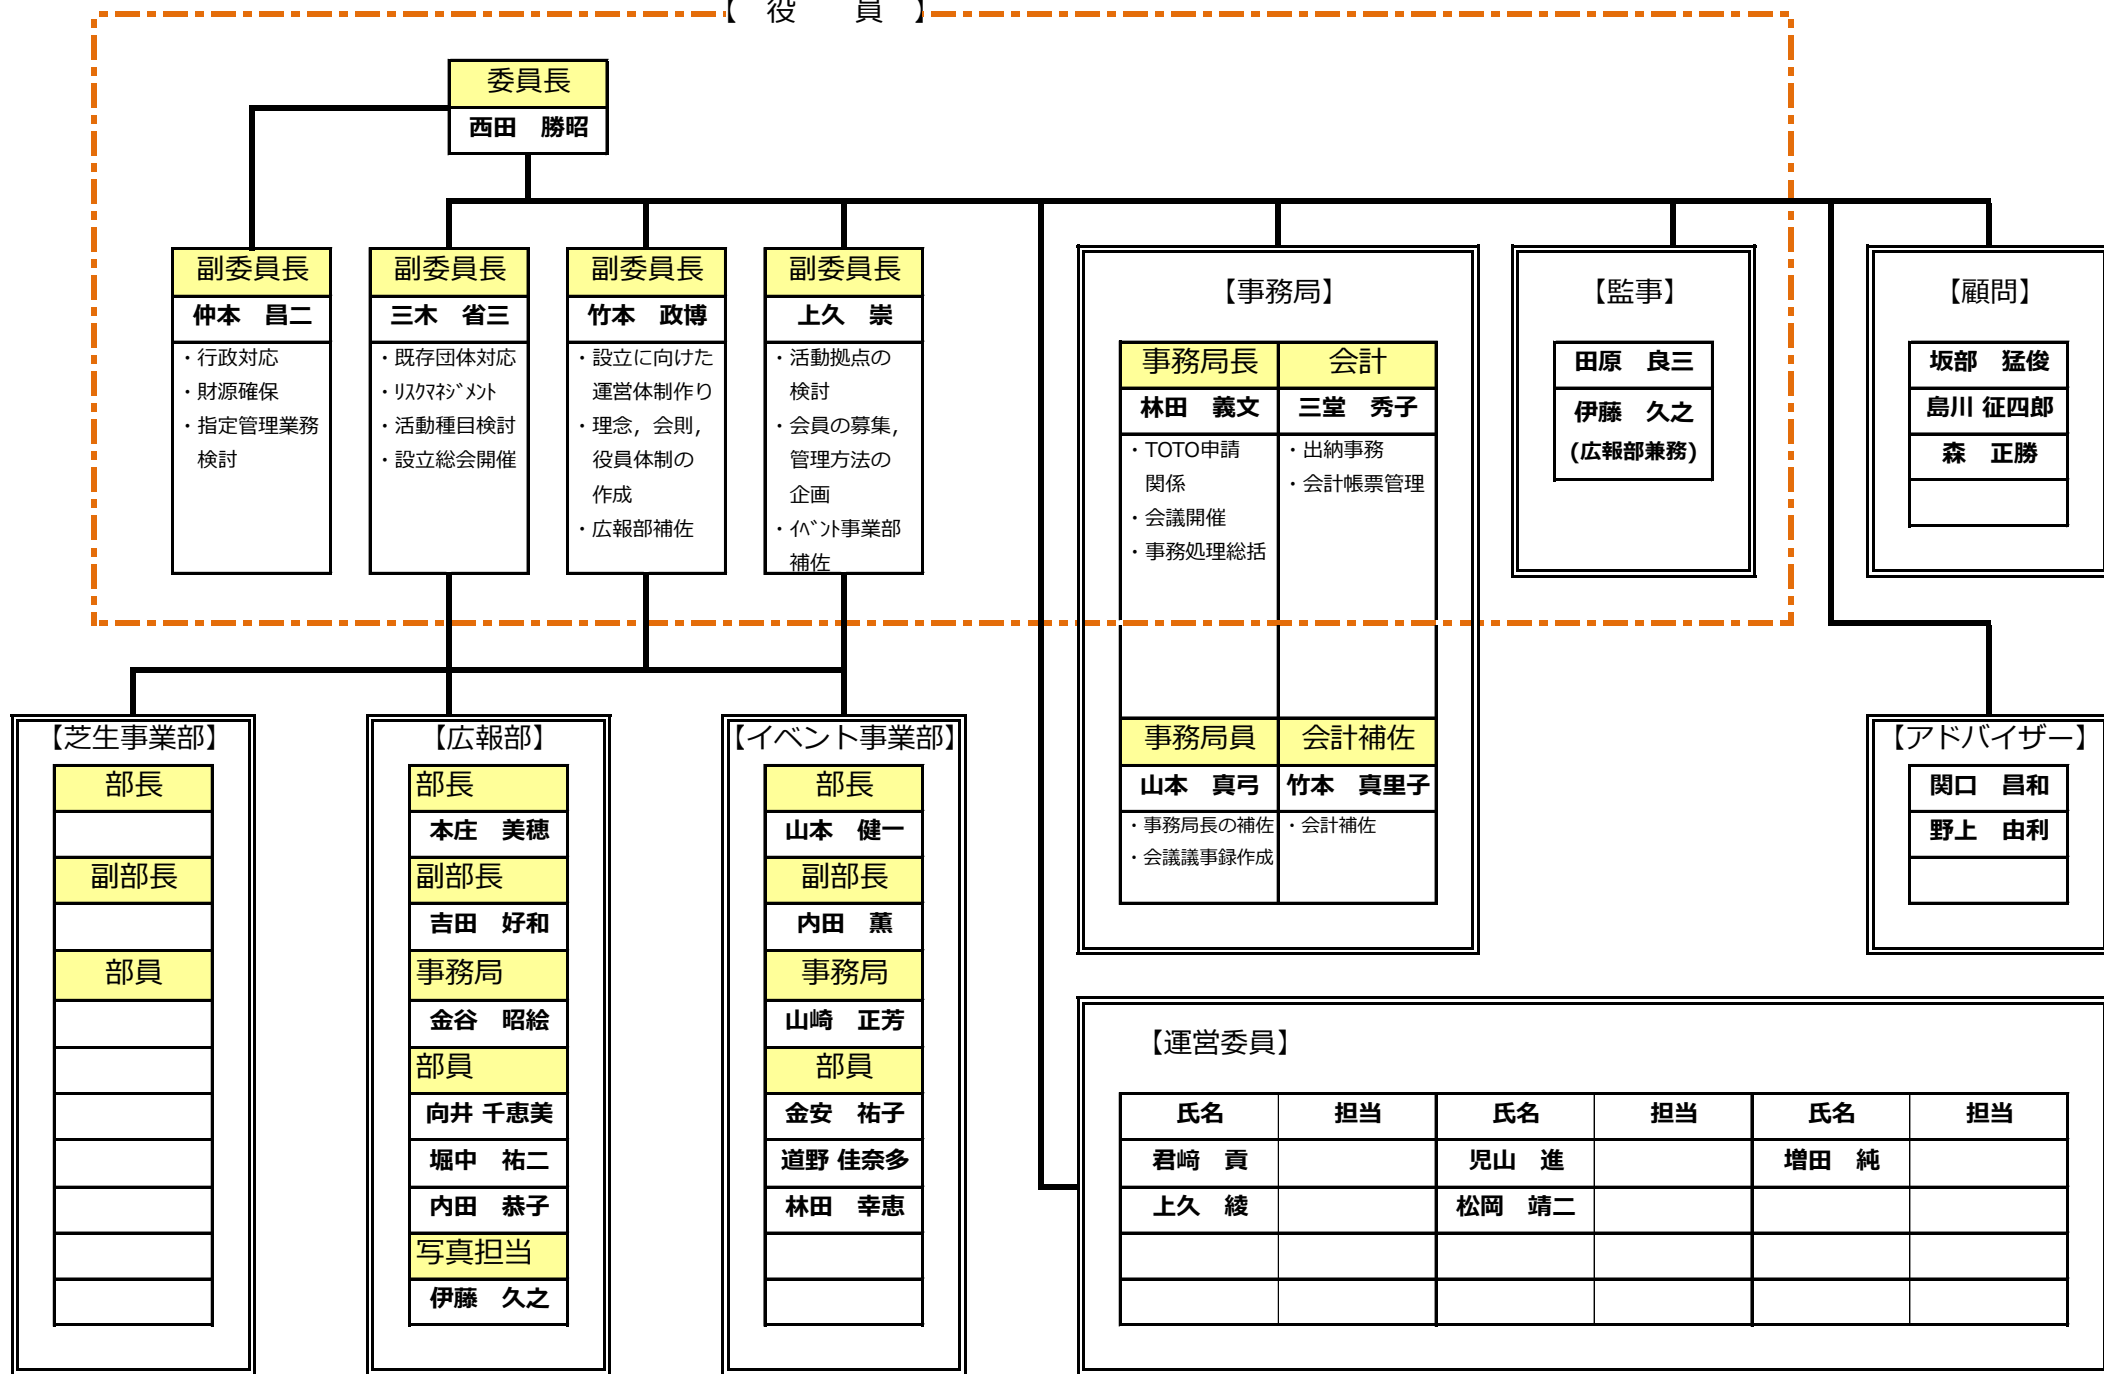 【　役　　員　】
委員長
西田　勝昭
副委員長
仲本　昌二
・行政対応
・財源確保
・指定管理業務
検討
副委員長
三木　省三
・既存団体対応
・ﾘｽｸﾏﾈｼﾞﾒﾝﾄ
・活動種目検討
・設立総会開催
副委員長
竹本　政博
・設立に向けた
運営体制作り
・理念，会則，
役員体制の
作成
・広報部補佐
副委員長
上久　崇
・活動拠点の
検討
・会員の募集，
管理方法の
企画
・ｲﾍﾞﾝﾄ事業部
補佐
【事務局】
事務局長
林田　義文
・TOTO申請
関係
・会議開催
・事務処理総括
会計
三堂　秀子
・出納事務
・会計帳票管理
事務局員
山本　真弓
・事務局長の補佐
・会議議事録作成
会計補佐
竹本　真里子
・会計補佐
【監事】
田原　良三
伊藤　久之
(広報部兼務)
【顧問】
坂部　猛俊
島川 征四郎
森　正勝
【芝生事業部】
部長
副部長
部員
【広報部】
部長
本庄　美穂
副部長
吉田　好和
事務局
金谷　昭絵
部員
向井 千恵美
堀中　祐二
内田　恭子
写真担当
伊藤　久之
【イベント事業部】
部長
山本　健一
副部長
内田　薫
事務局
山崎　正芳
部員
金安　祐子
道野 佳奈多
林田　幸恵
【アドバイザー】
関口　昌和
野上　由利
【運営委員】
氏名　担当　氏名　担当　氏名　担当
君﨑　貢　児山　進　増田　純
上久　綾　松岡　靖二